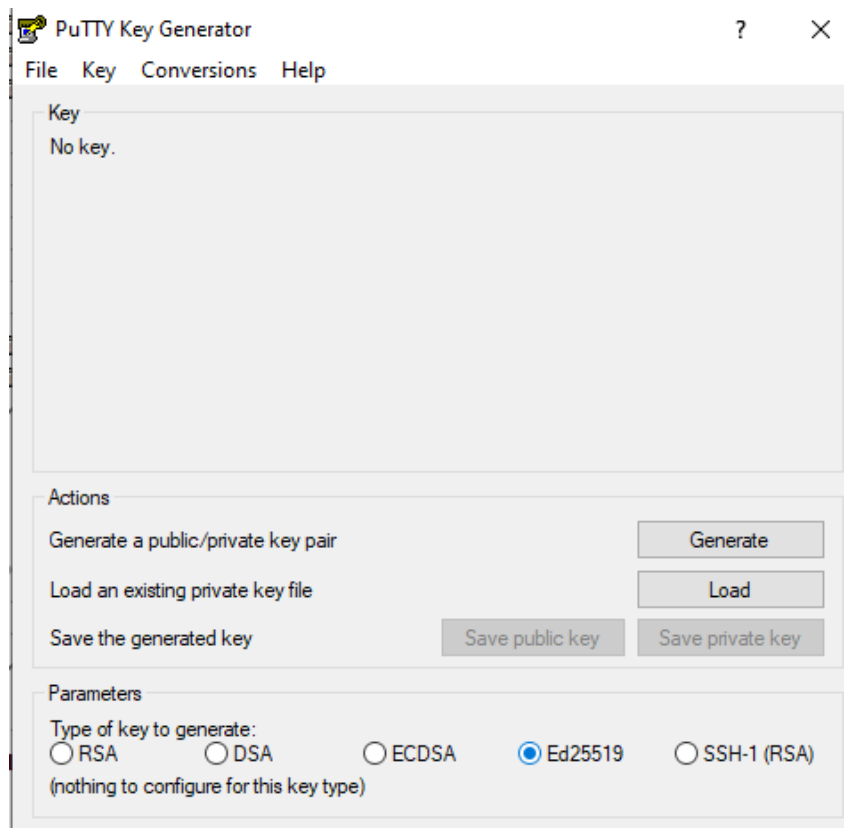 PuTTY Key Generator ?
File Key Conversions Help
Key
No key.
Actions
Generate a public/private key pair Generate
Load an existing private key file Load
Save the generated key Save public key Save private key
Parameters
Type of key to generate:
RSA DSA ECDSA Ed25519 SSH-1 (RSA)
(nothing to configure for this key type)